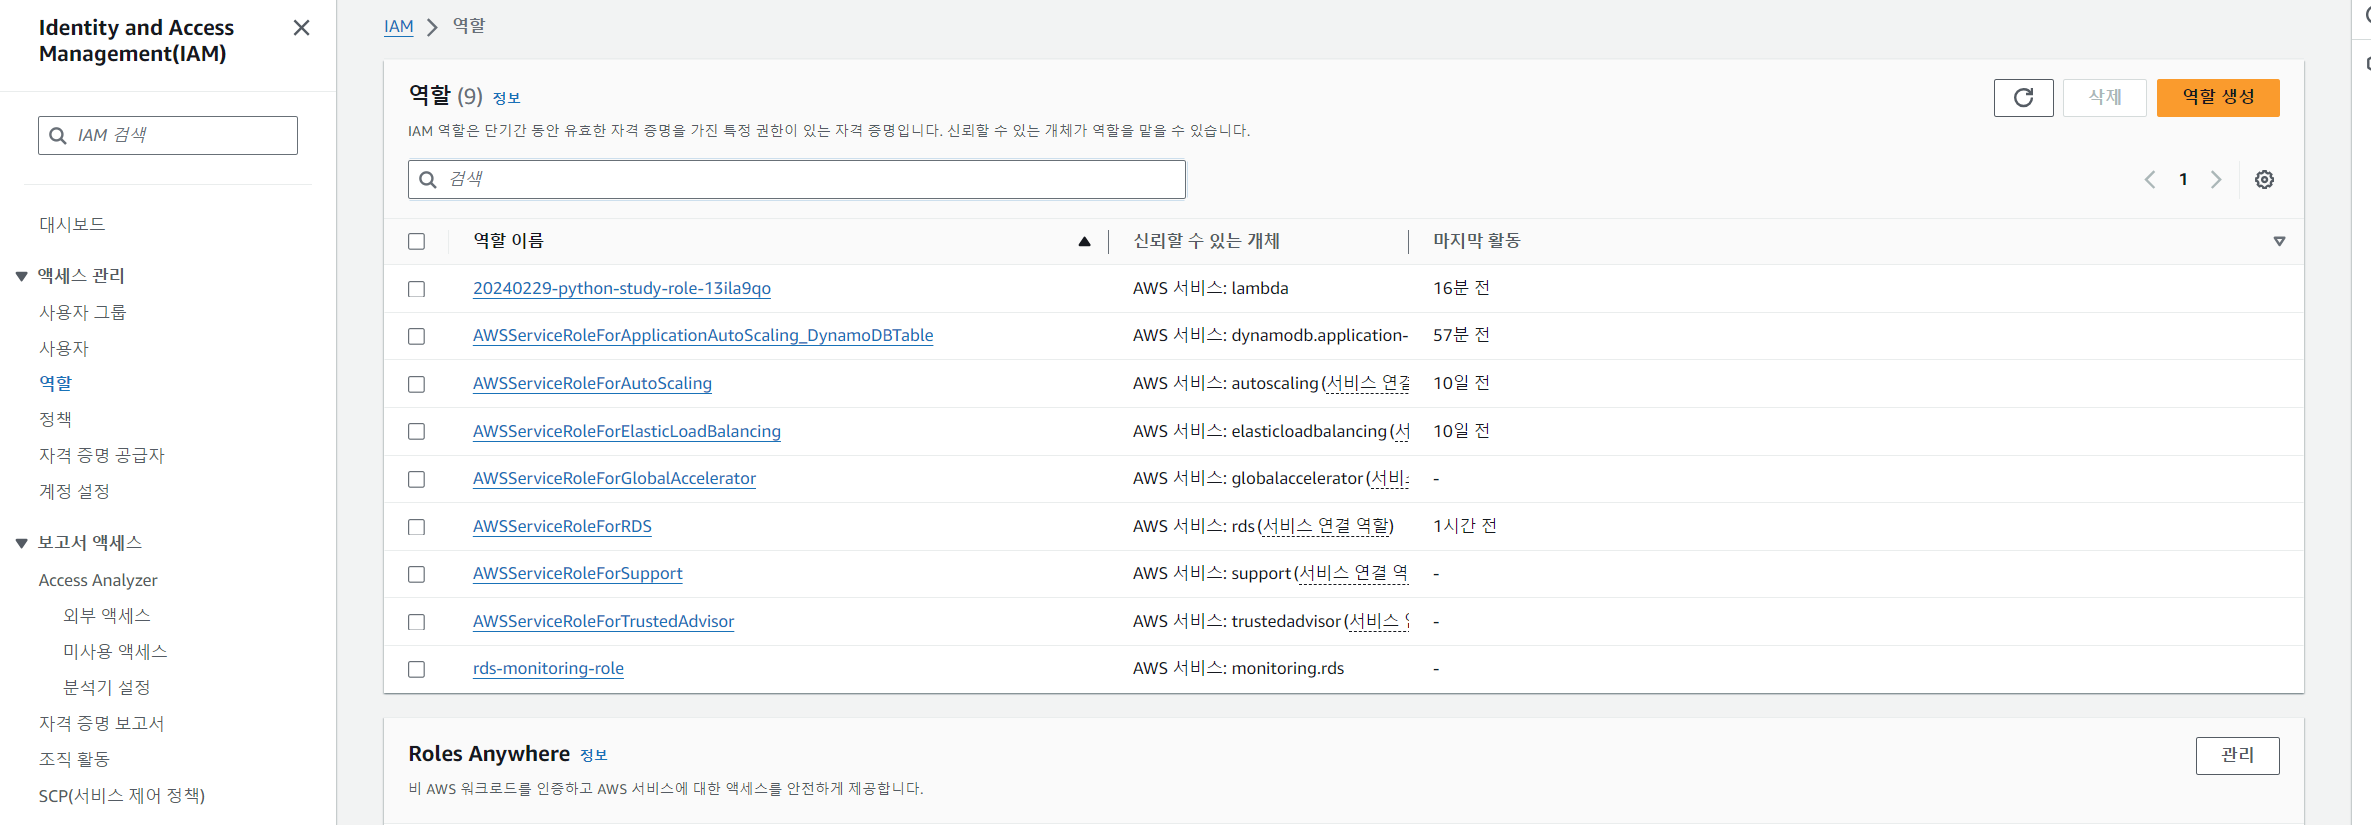 Identity and Access
Management(IAM)
IAM 검색
대시보드
액세스 관리
사용자 그룹
사용자
역할
정책
자격 증명 공급자
계정 설정
보고서 액세스
Access Analyzer
외부 액세스
미사용 액세스
분석기 설정
자격 증명 보고서
조직 활동
SCP(서비스 제어 정책)
IAM > 역할
역할 (9) 정보
삭제
역할 생성
IAM 역할은 단기간 동안 유효한 자격 증명을 가진 특정 권한이 있는 자격 증명입니다. 신뢰할 수 있는 개체가 역할을 맡을 수 있습니다.
검색
1
역할 이름 신뢰할 수 있는 개체 마지막 활동
20240229-python-study-role-13ila9qo AWS 서비스: lambda 16분 전
AWSServiceRoleForApplicationAutoScaling_DynamoDBTable AWS 서비스: dynamodb.application- 57분 전
AWSServiceRoleForAutoScaling AWS 서비스: autoscaling(서비스 연결 10일 전
AWSServiceRoleForElasticLoadBalancing AWS 서비스: elasticloadbalancing(서 10일 전
AWSServiceRoleForGlobalAccelerator AWS 서비스: globalaccelerator(서비 -
AWSServiceRoleForRDS AWS 서비스: rds(서비스 연결 역할) 1시간 전
AWSServiceRoleForSupport AWS 서비스: support(서비스 연결 역 -
AWSServiceRoleForTrustedAdvisor AWS 서비스: trustedadvisor(서비스 -
rds-monitoring-role AWS 서비스: monitoring.rds -
Roles Anywhere 정보
관리
비 AWS 워크로드를 인증하고 AWS 서비스에 대한 액세스를 안전하게 제공합니다.